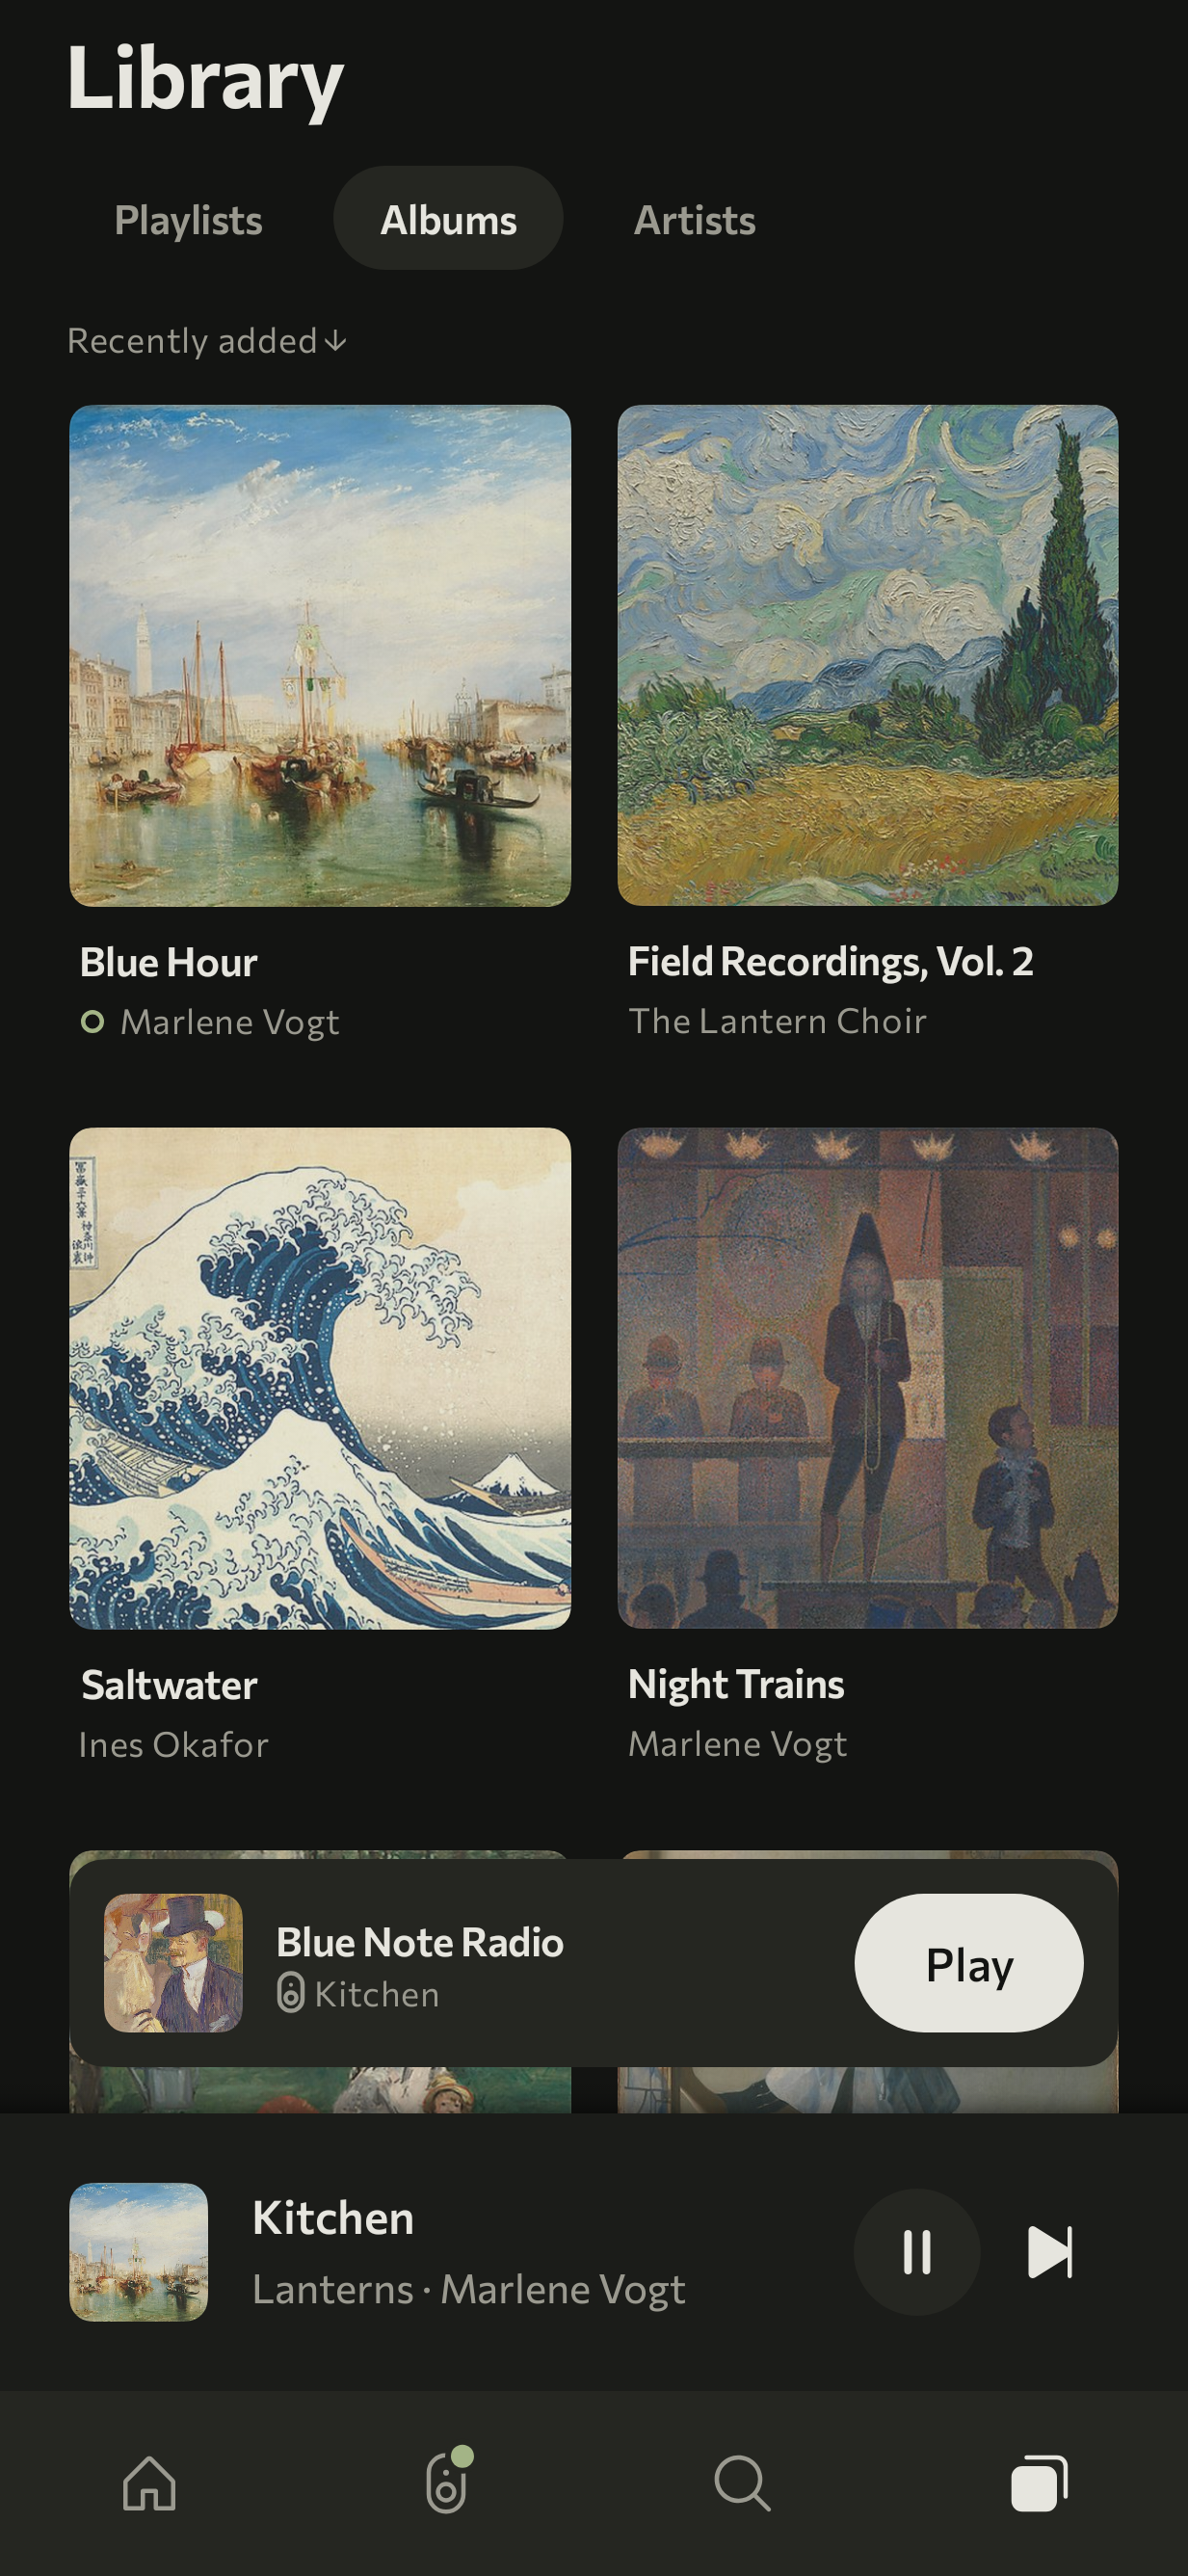 Library
Playlists
Albums
Artists
Recently added
Blue Hour
Marlene Vogt
Field Recordings, Vol. 2
The Lantern Choir
Saltwater
Ines Okafor
Night Trains
Marlene Vogt
Blue Note Radio
Kitchen
Play
Kitchen
Lanterns · Marlene Vogt